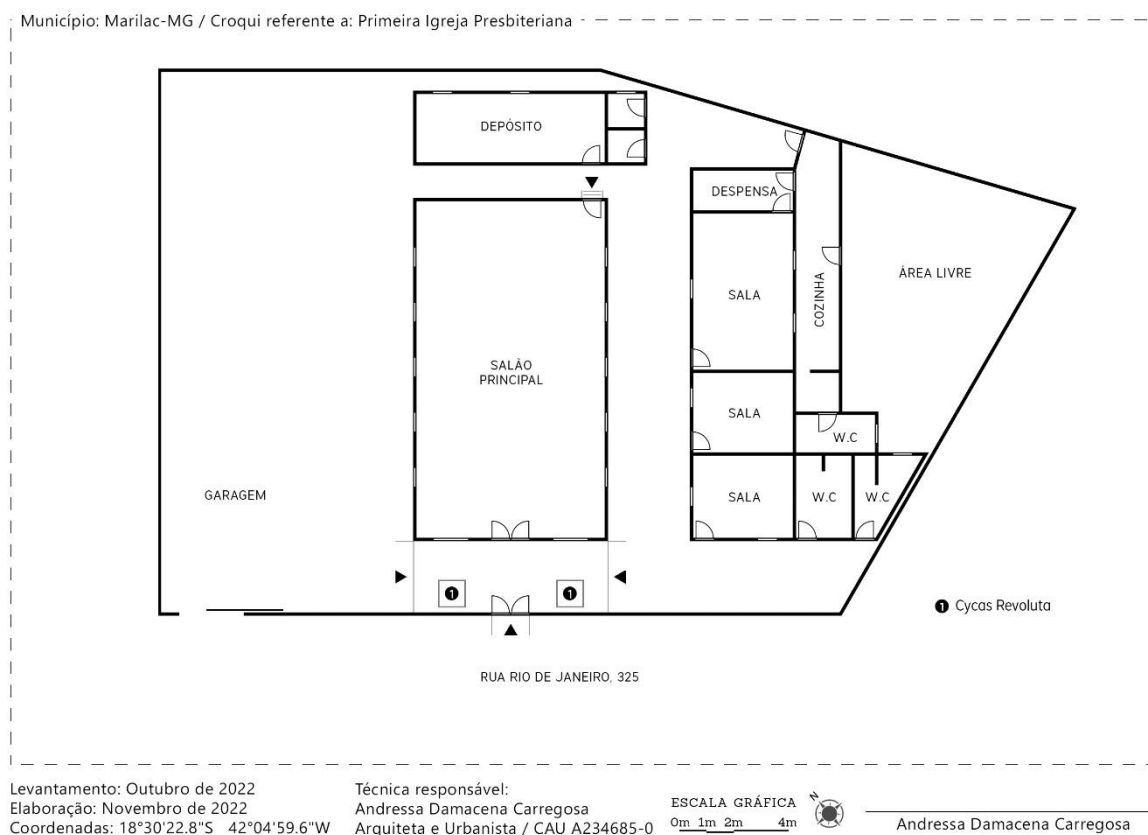 Município: Marilac-MG / Croqui referente a: Primeira Igreja Presbiteriana
DEPÓSITO
DESPENSA
SALA
COZINHA
ÁREA LIVRE
SALÃO
PRINCIPAL
SALA
W.C
GARAGEM
SALA
W.C
W.C
1
1
1 Cycas Revoluta
RUA RIO DE JANEIRO, 325
Levantamento: Outubro de 2022
Elaboração: Novembro de 2022
Coordenadas: 18°30'22.8"S 42°04'59.6"W
Técnica responsável:
Andressa Damacena Carregosa
Arquiteta e Urbanista / CAU A234685-0
ESCALA GRÁFICA
0m 1m 2m 4m
N
Andressa Damacena Carregosa